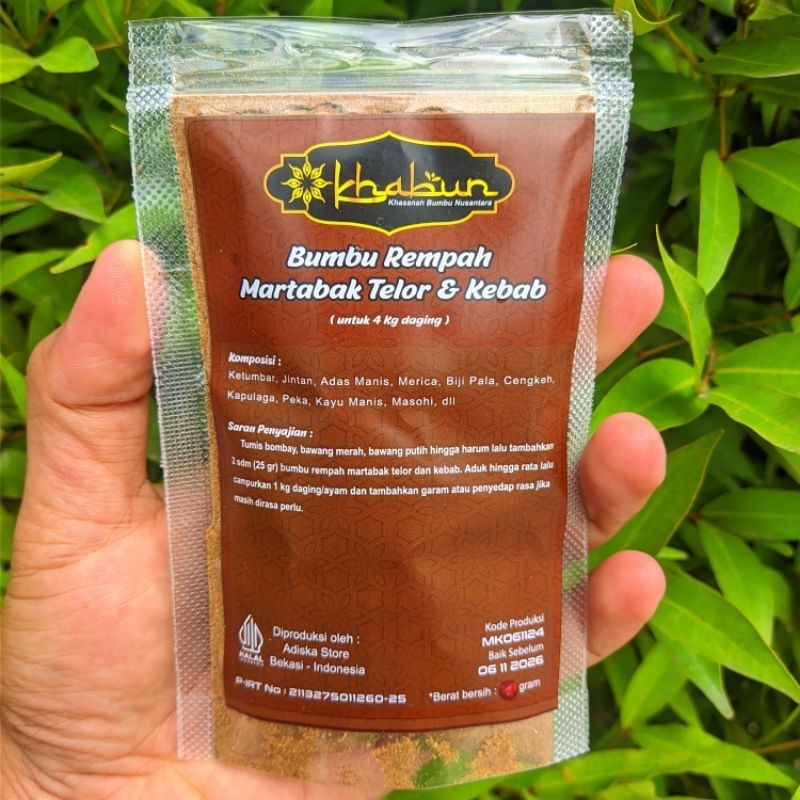 Khabun
Khasanah Bumbu Nusantara
Bumbu Rempah
Martabak Telor & Kebab
( untuk 4 Kg daging )
Komposisi :
Ketumbar, Jintan, Adas Manis, Merica, Biji Pala, Cengkeh,
Kapulaga, Peka, Kayu Manis, Masohi, dll
Saran Penyajian :
Tumis bombay, bawang merah, bawang putih hingga harum lalu tambahkan
2 sdm (25 gr) bumbu rempah martabak telor dan kebab. Aduk hingga rata lalu
campurkan 1 kg daging/ayam dan tambahkan garam atau penyedap rasa jika
masih dirasa perlu.
HALAL
Diproduksi oleh :
Adiska Store
Bekasi - Indonesia
P-IRT No : 2113275011260-25
Kode Produksi
MK061124
Baik Sebelum
06 11 2026
*Berat bersih : gram